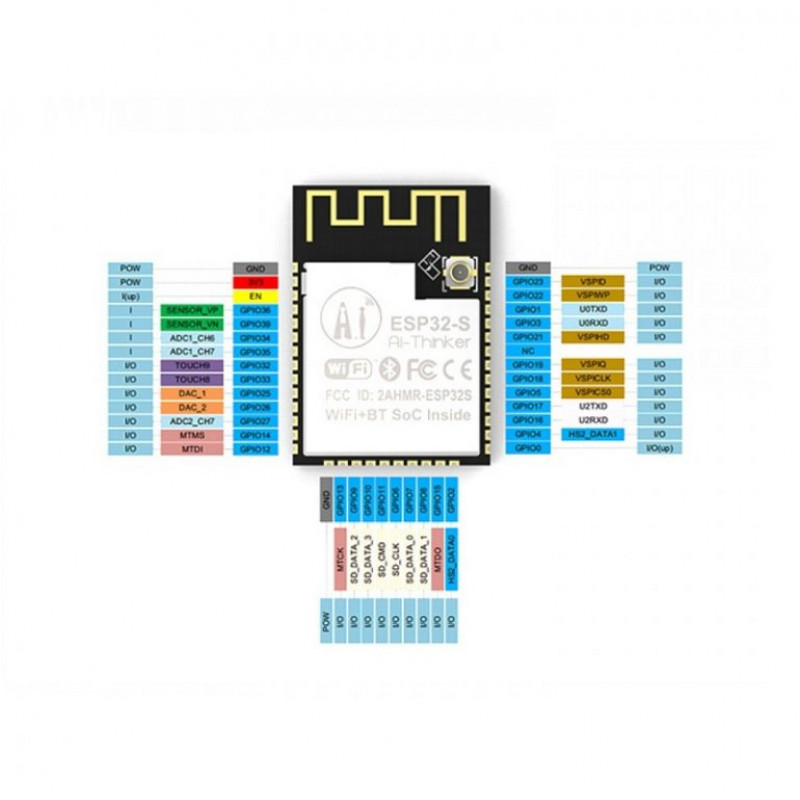 POW GND
POW 3V3
I(up) EN
I SENSOR_VP GPIO36
I SENSOR_VN GPIO39
I ADC1_CH6 GPIO34
I ADC1_CH7 GPIO35
I/O TOUCH9 GPIO32
I/O TOUCH8 GPIO33
I/O DAC_1 GPIO25
I/O DAC_2 GPIO26
I/O ADC2_CH7 GPIO27
I/O MTMS GPIO14
I/O MTDI GPIO12
A.I
ESP32-S
Ai-Thinker
WiFi FCC CE
FCC ID: 2AHMR-ESP32S
WiFi+BT SoC Inside
GND POW
GPIO23 VSPID I/O
GPIO22 VSPIWP I/O
GPIO1 U0TXD I/O
GPIO3 U0RXD I/O
GPIO21 VSPIHD I/O
NC
GPIO19 VSPIQ I/O
GPIO18 VSPICLK I/O
GPIO5 VSPICS0 I/O
GPIO17 U2TXD I/O
GPIO16 U2RXD I/O
GPIO4 HS2_DATA1 I/O
GPIO0 I/O(up)
GND POW
GPIO13 MTCK I/O
GPIO9 SD_DATA_2 I/O
GPIO10 SD_DATA_3 I/O
GPIO11 SD_CMD I/O
GPIO6 SD_CLK I/O
GPIO7 SD_DATA_0 I/O
GPIO8 SD_DATA_1 I/O
GPIO15 MTDO I/O
GPIO2 HS2_DATA0 I/O